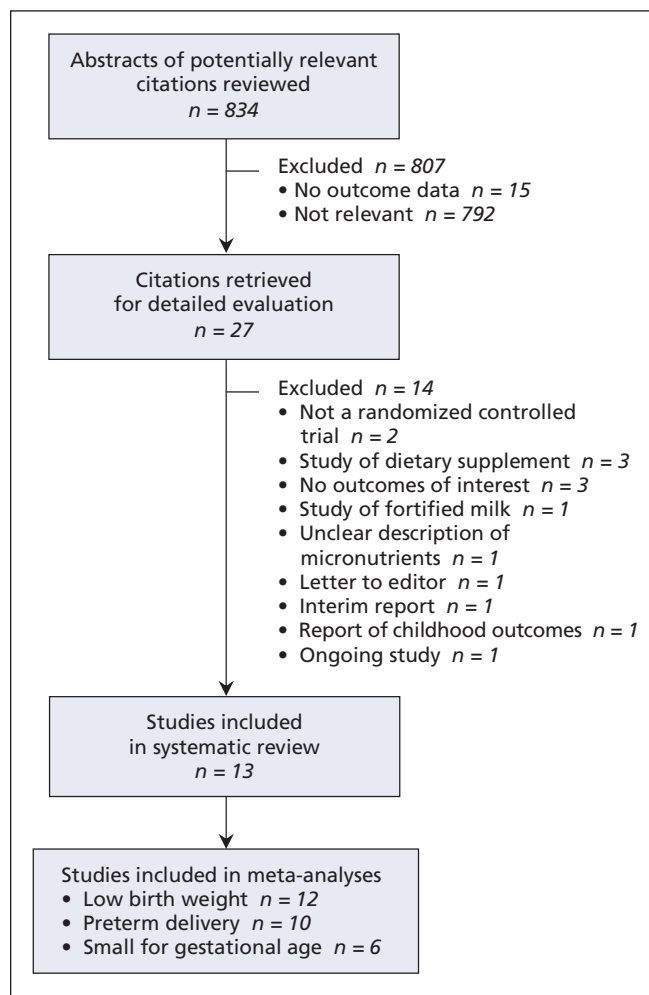 Abstracts of potentially relevant
citations reviewed
n = 834
Excluded n = 807
• No outcome data n = 15
• Not relevant n = 792
Citations retrieved
for detailed evaluation
n = 27
Excluded n = 14
• Not a randomized controlled
trial n = 2
• Study of dietary supplement n = 3
• No outcomes of interest n = 3
• Study of fortified milk n = 1
• Unclear description of
micronutrients n = 1
• Letter to editor n = 1
• Interim report n = 1
• Report of childhood outcomes n = 1
• Ongoing study n = 1
Studies included
in systematic review
n = 13
Studies included in meta-analyses
• Low birth weight n = 12
• Preterm delivery n = 10
• Small for gestational age n = 6